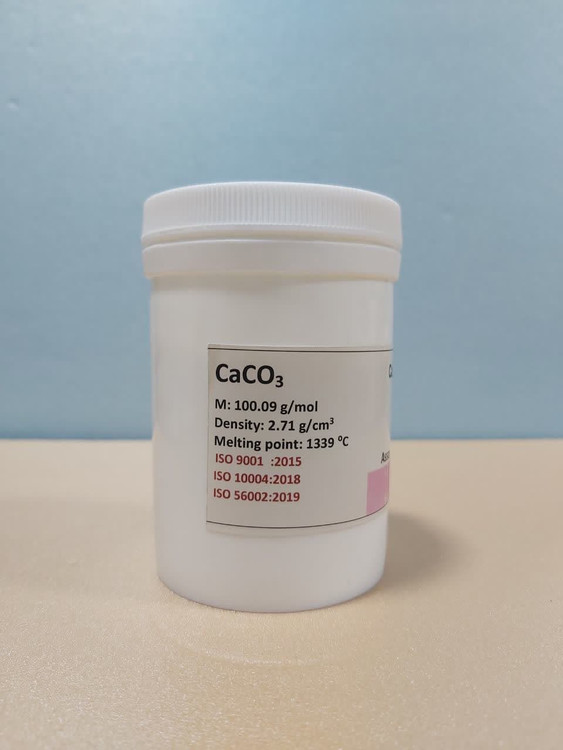 CaCO₃
M: 100.09 g/mol
Density: 2.71 g/cm³
Melting point: 1339 ⁰C
ISO 9001 :2015
ISO 10004:2018
ISO 56002:2019